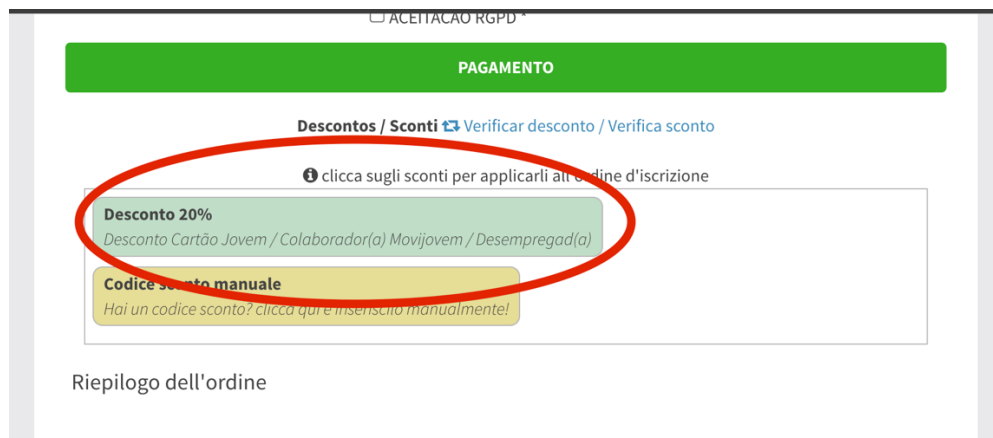 ACEITACAO RGPD *
PAGAMENTO
Descontos / Sconti Verificar desconto / Verifica sconto
clicca sugli sconti per applicarli all'ordine d'iscrizione
Desconto 20%
Desconto Cartão Jovem / Colaborador(a) Movijovem / Desempregad(a)
Codice sconto manuale
Hai un codice sconto? clicca qui e inseriscilo manualmente!
Riepilogo dell'ordine